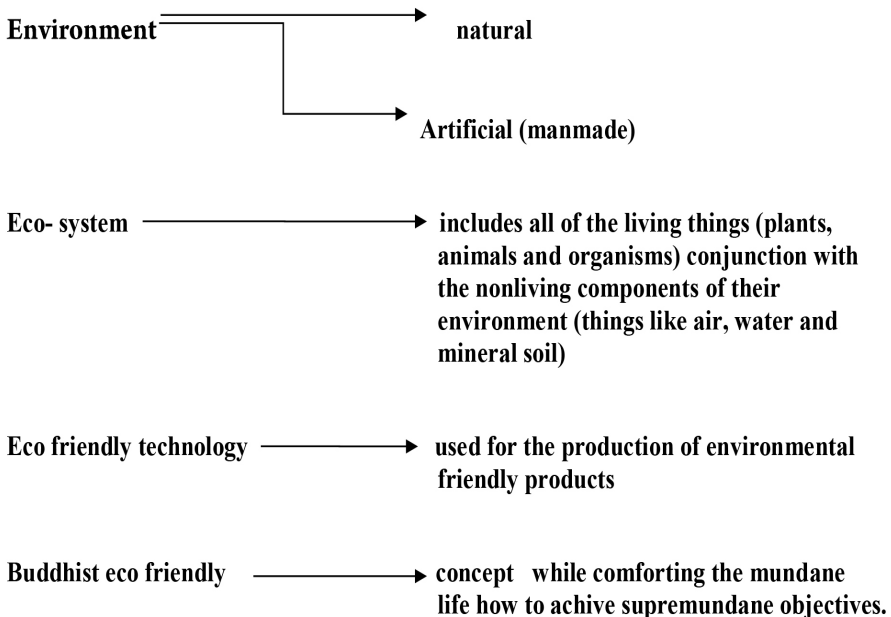 Environment
natural
Artificial (manmade)
Eco- system
includes all of the living things (plants,
animals and organisms) conjunction with
the nonliving components of their
environment (things like air, water and
mineral soil)
Eco friendly technology
used for the production of environmental
friendly products
Buddhist eco friendly
concept while comforting the mundane
life how to achive supremundane objectives.